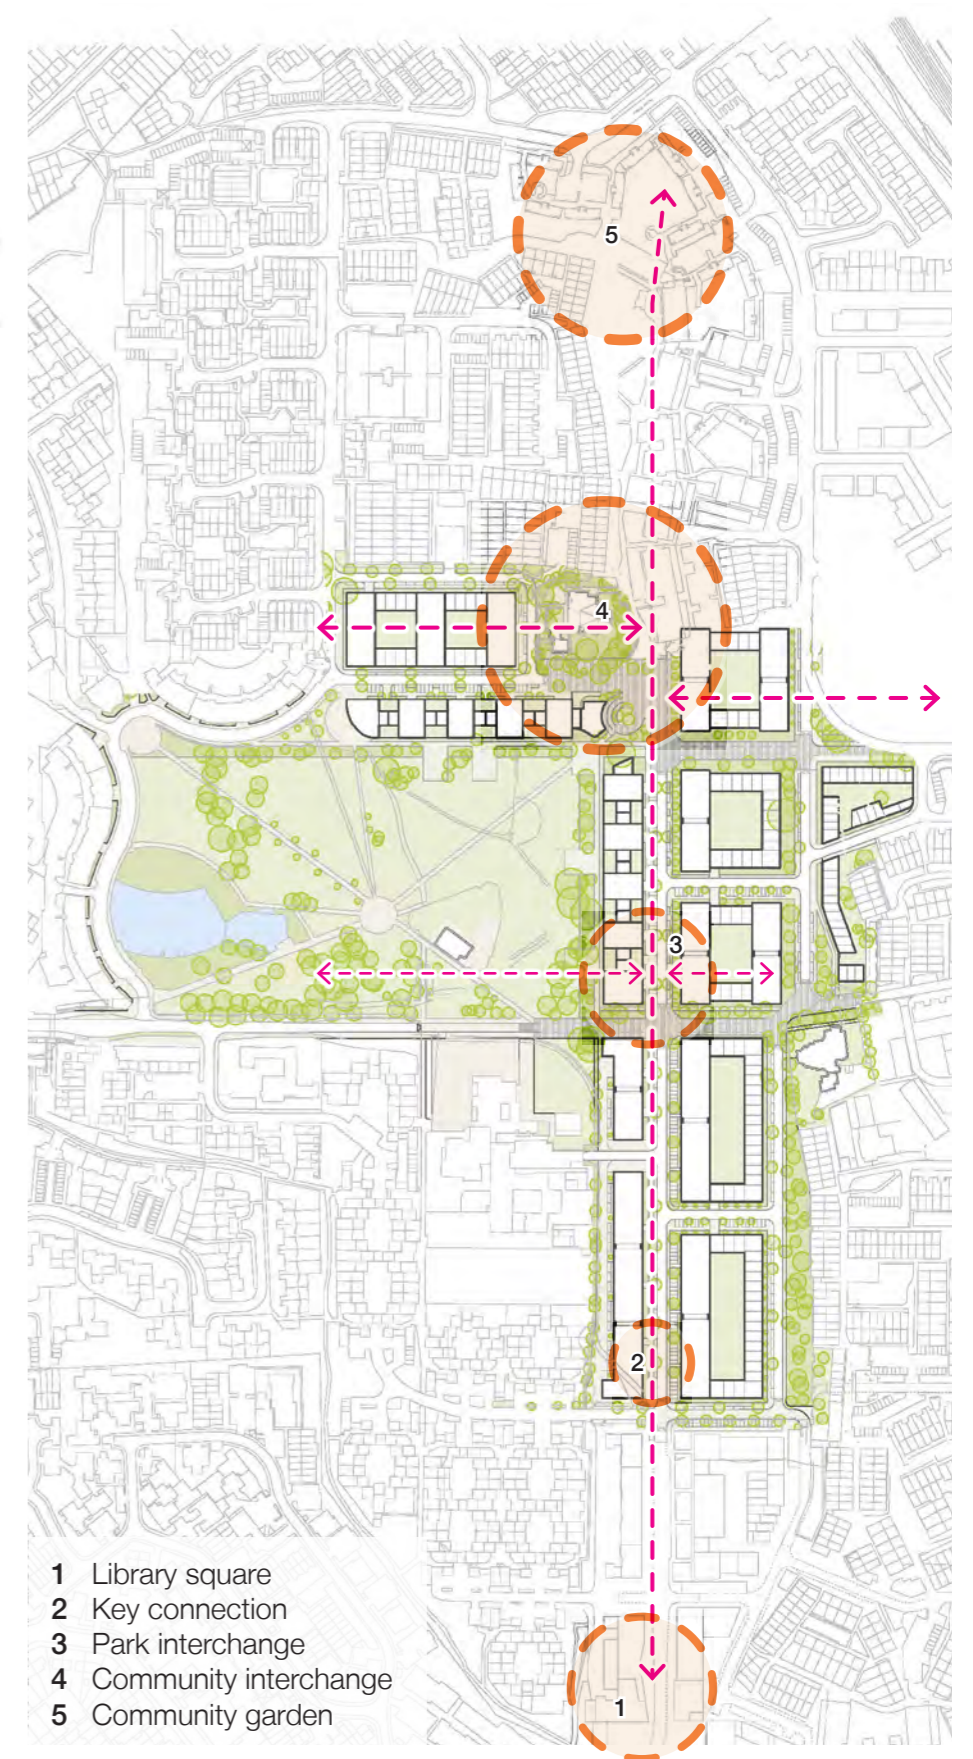 5
4
3
2
1
1 Library square
2 Key connection
3 Park interchange
4 Community interchange
5 Community garden